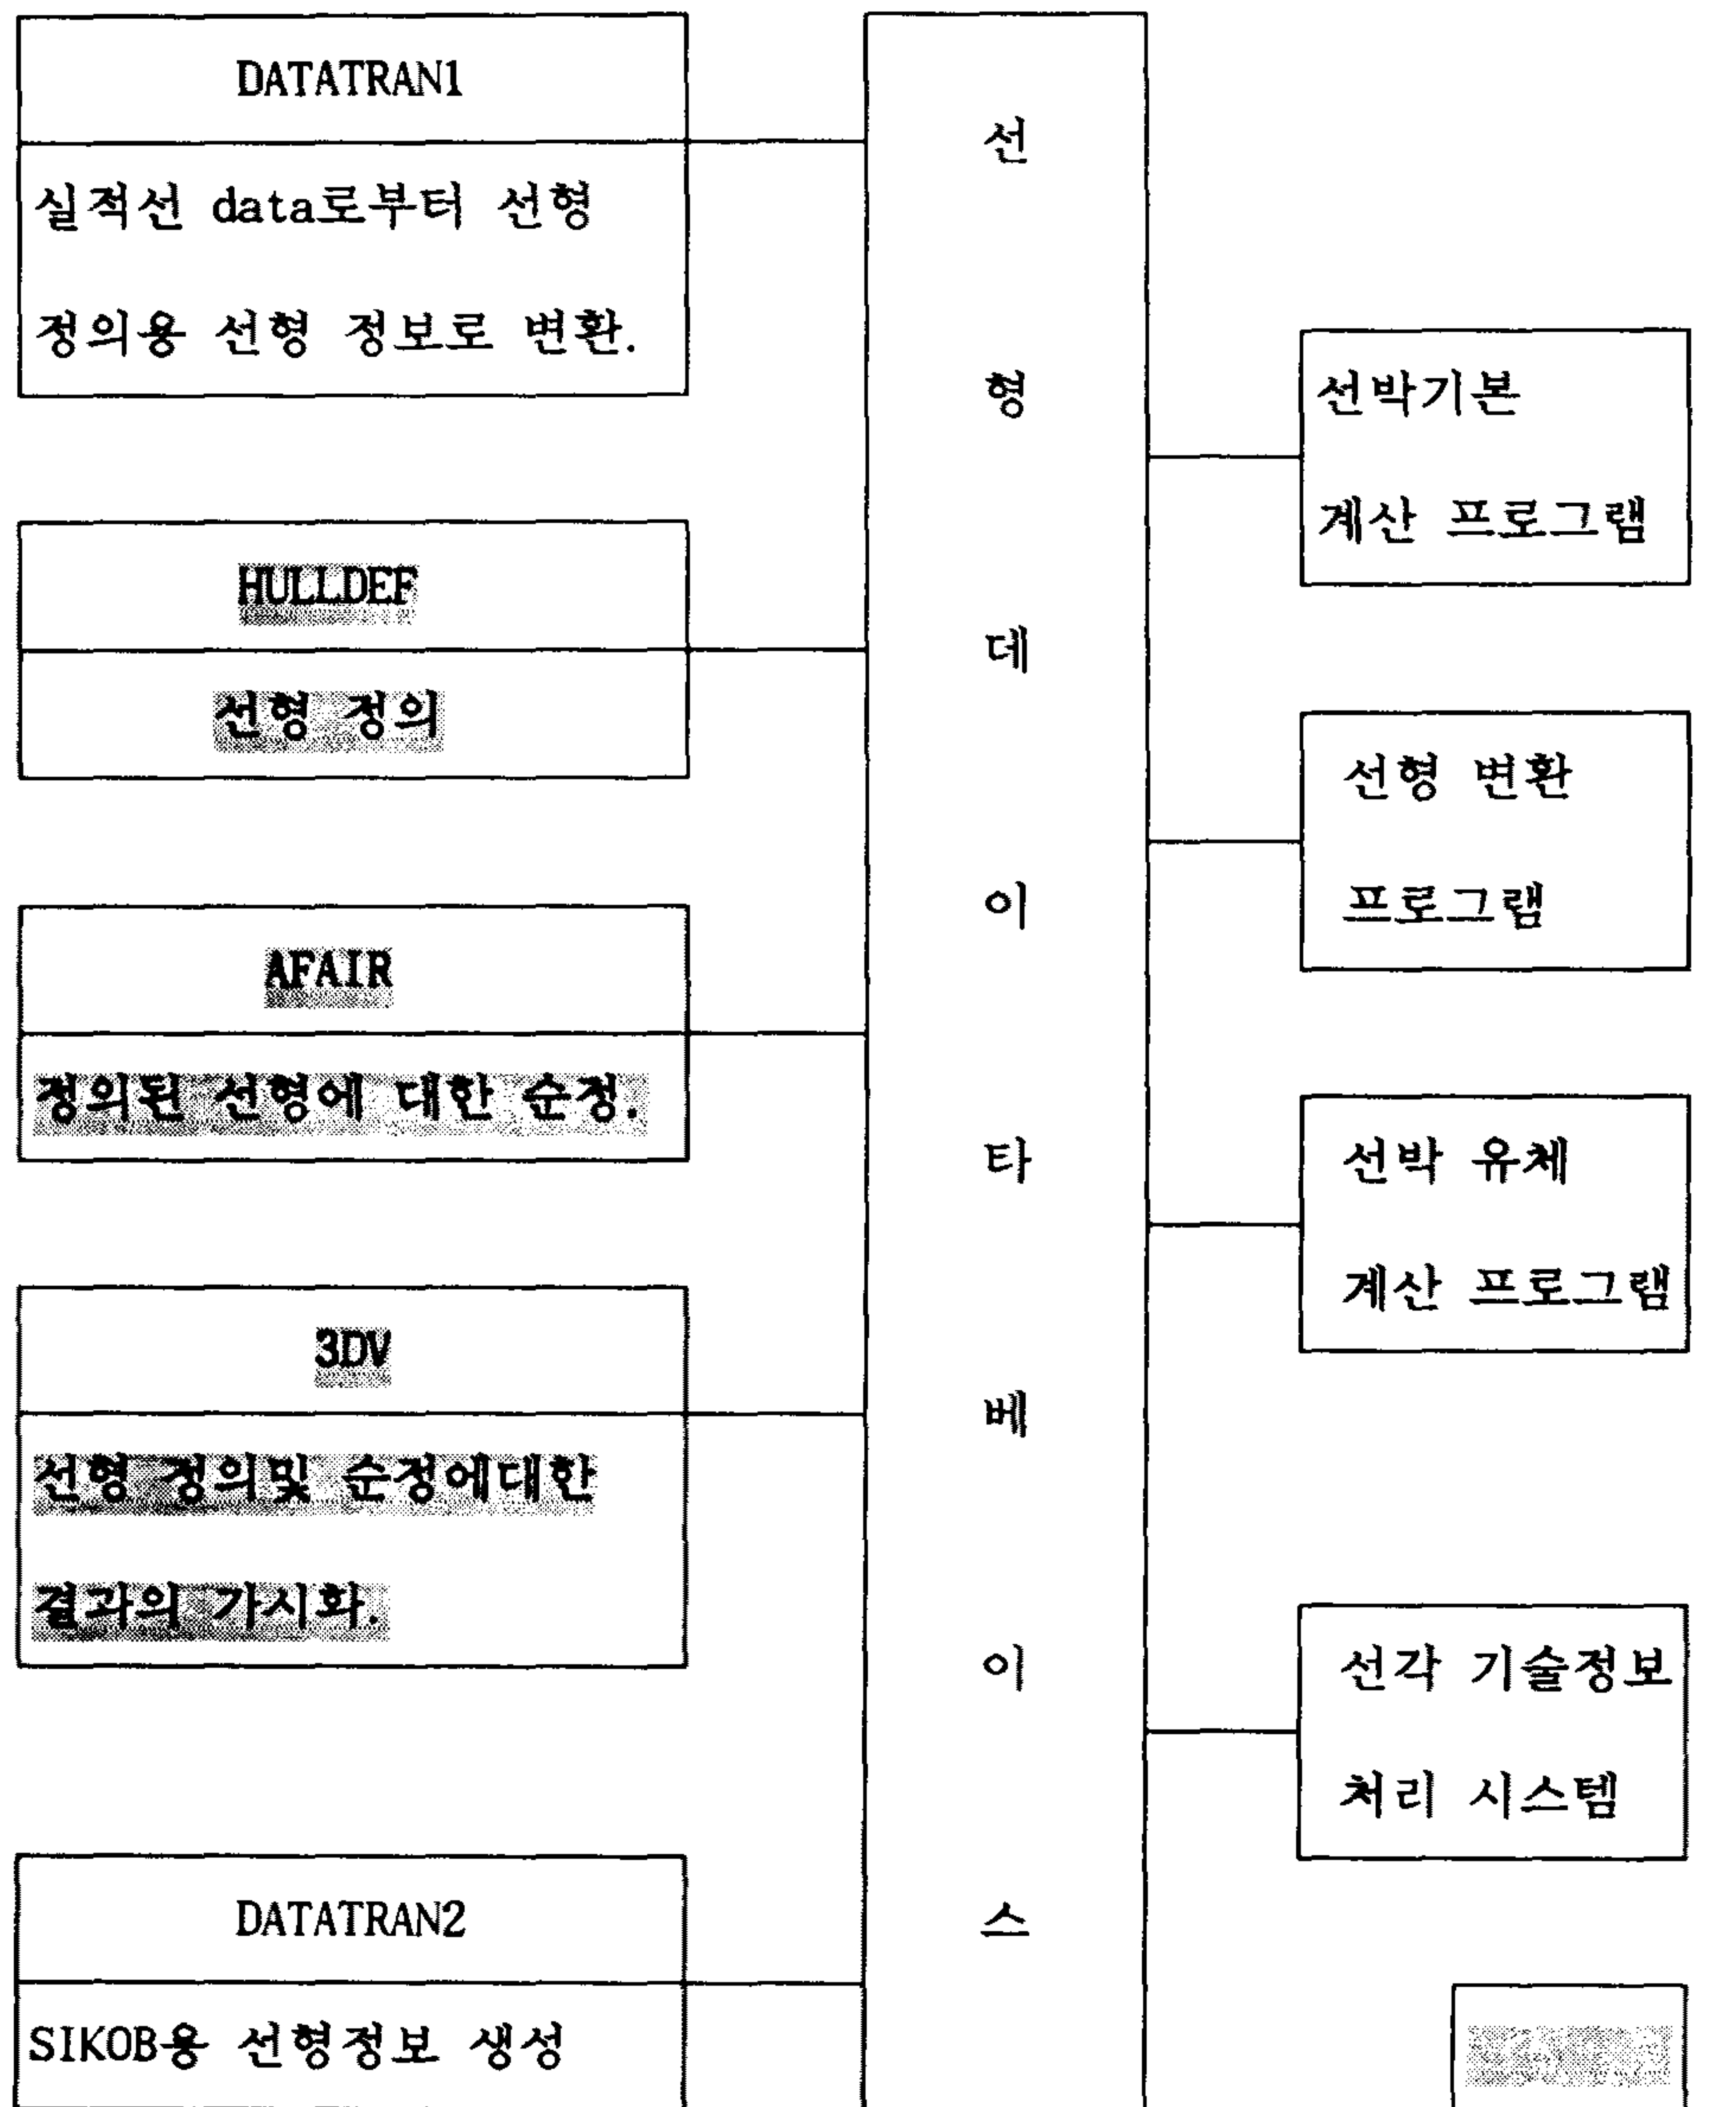 DATATRAN1
실적선 data로부터 선형
정의용 선형 정보로 변환.
HULLDEF
선형 정의
AFAIR
정의된 선형에 대한 순정.
3DV
선형 정의및 순정에대한
결과의 가시화.
DATATRAN2
SIKOB용 선형정보 생성
선
형
데
이
타
베
이
스
선박기본
계산 프로그램
선형 변환
프로그램
선박 유체
계산 프로그램
선각 기술정보
처리 시스템